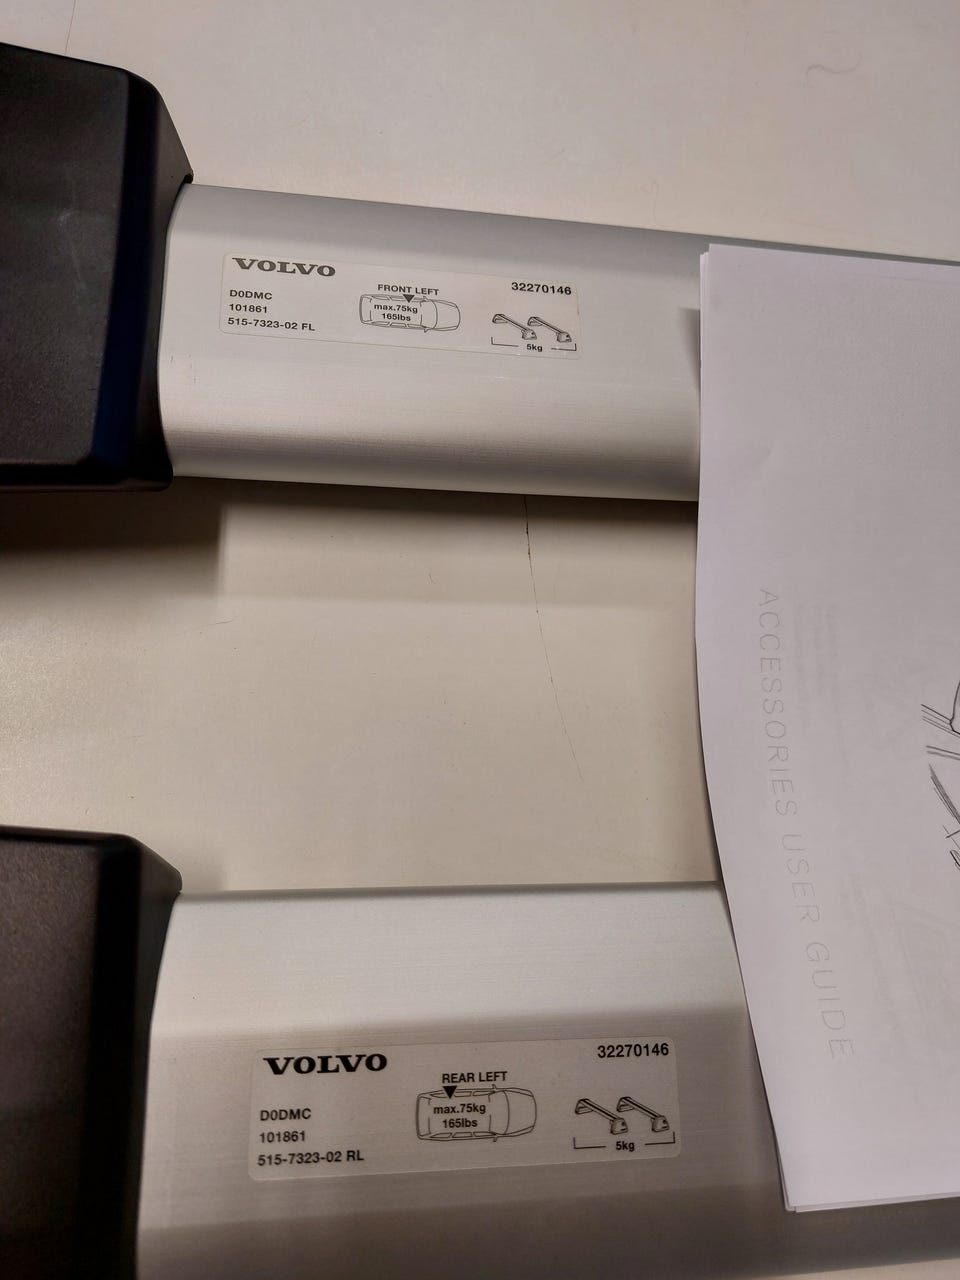 VOLVO
32270146
FRONT LEFT
D0DMC
101861
515-7323-02 FL
max.75kg
165lbs
5kg
ACCESSORIES USER GUIDE
VOLVO
32270146
REAR LEFT
D0DMC
101861
515-7323-02 RL
max.75kg
165lbs
5kg